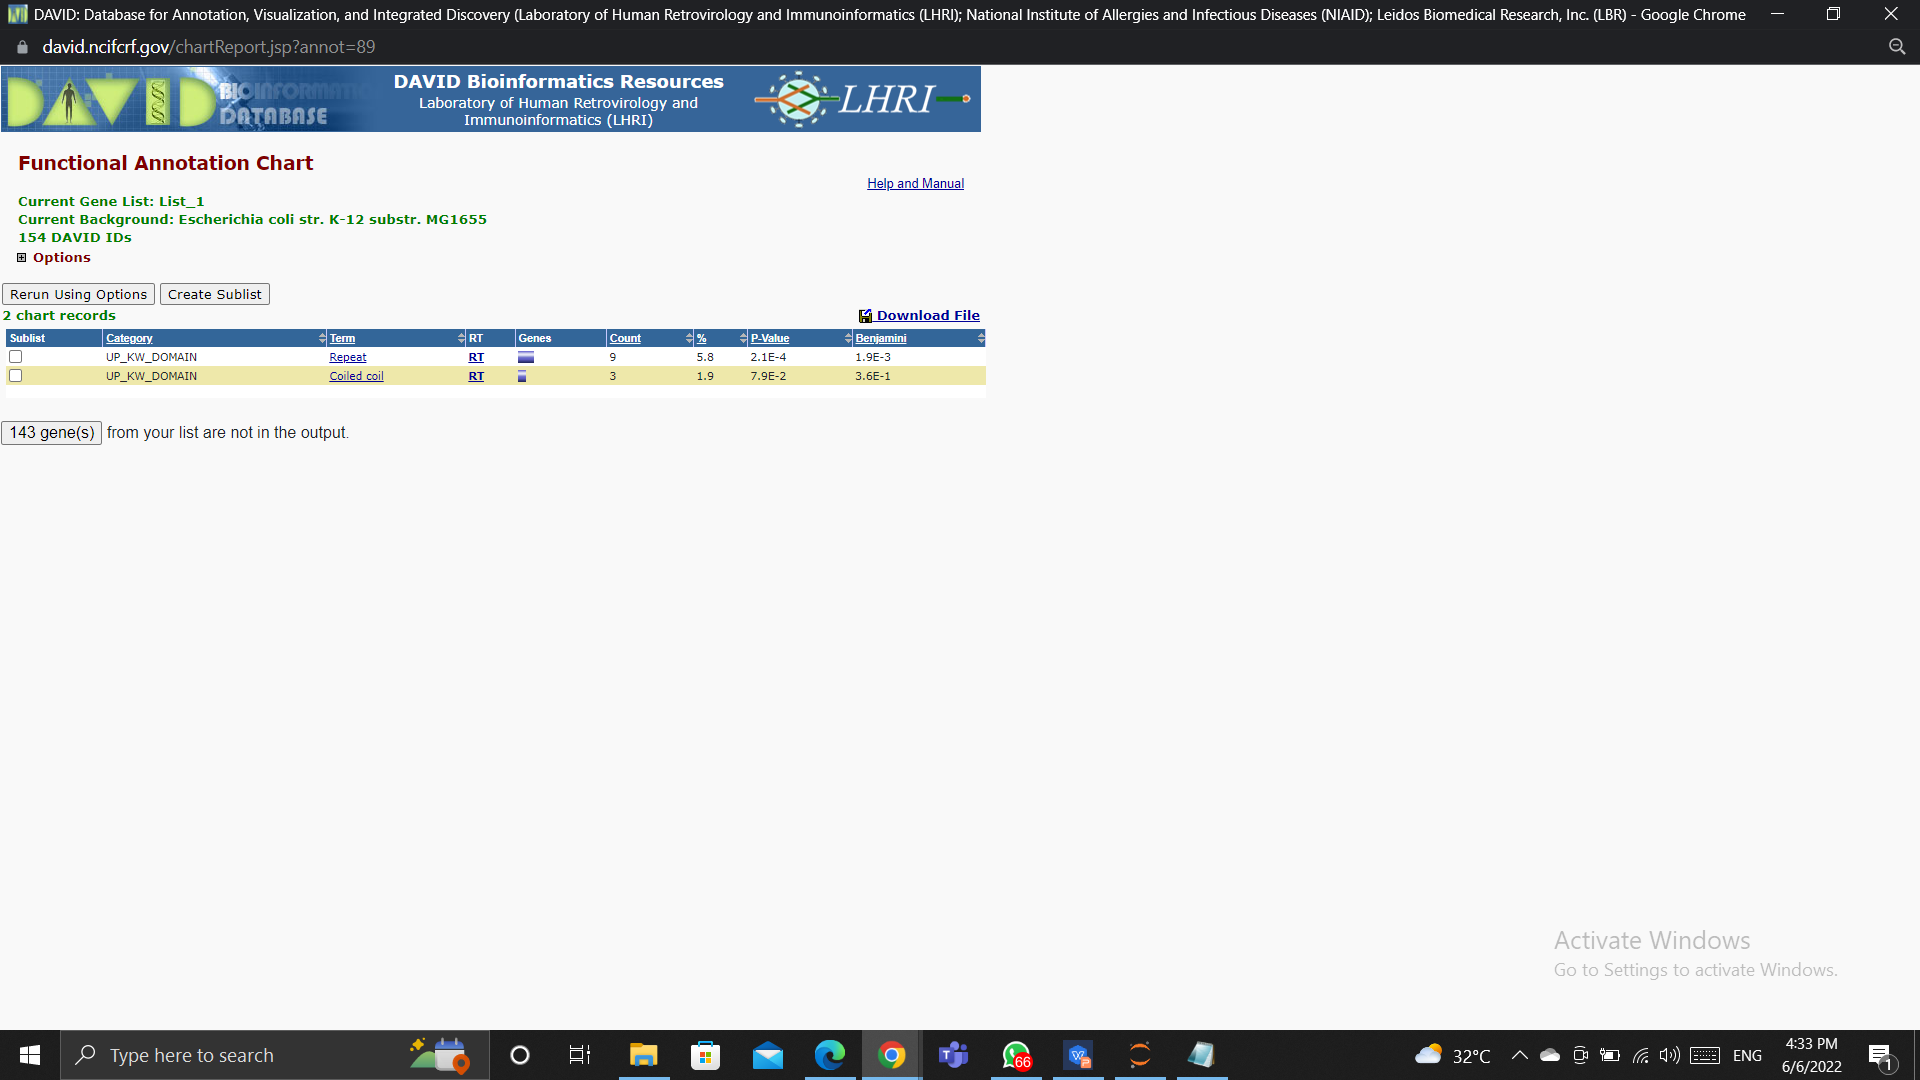 DAVID: Database for Annotation, Visualization, and Integrated Discovery (Laboratory of Human Retrovirology and Immunoinformatics (LHRI); National Institute of Allergies and Infectious Diseases (NIAID); Leidos Biomedical Research, Inc. (LBR) - Google Chrome
david.ncifcrf.gov/chartReport.jsp?annot=89
DAVID BIOINFORMATICS DATABASE
DAVID Bioinformatics Resources
Laboratory of Human Retrovirology and
Immunoinformatics (LHRI)
LHRI
Functional Annotation Chart
Help and Manual
Current Gene List: List_1
Current Background: Escherichia coli str. K-12 substr. MG1655
154 DAVID IDs
Options
Rerun Using Options Create Sublist
2 chart records Download File
Sublist Category Term RT Genes Count % P-Value Benjamini
UP_KW_DOMAIN Repeat RT 9 5.8 2.1E-4 1.9E-3
UP_KW_DOMAIN Coiled coil RT 3 1.9 7.9E-2 3.6E-1
143 gene(s) from your list are not in the output.
Activate Windows
Go to Settings to activate Windows.
Type here to search
66
32°C
ENG
4:33 PM
6/6/2022
1